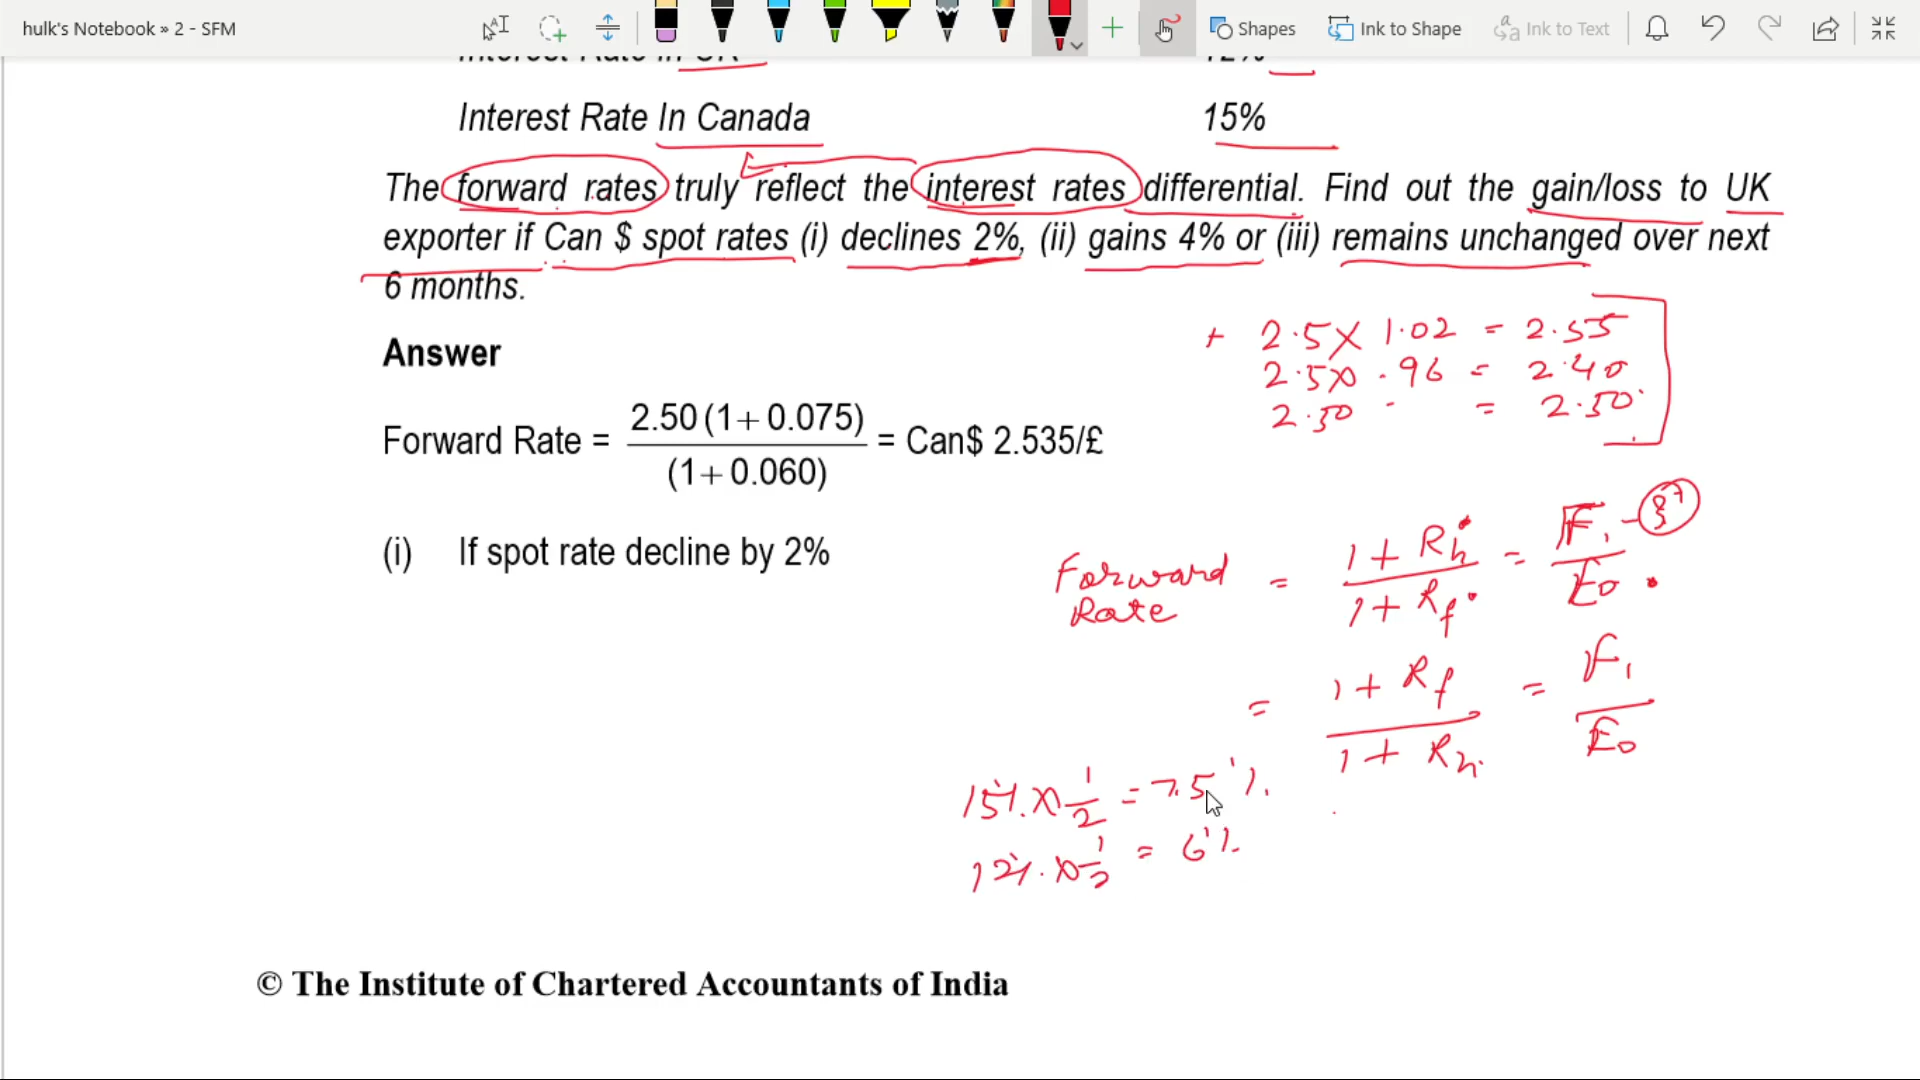 hulk's Notebook » 2 - SFM
Shapes
Ink to Shape
Ink to Text
Interest Rate In UK 12%
Interest Rate In Canada 15%
The forward rates truly reflect the interest rates differential. Find out the gain/loss to UK
exporter if Can $ spot rates (i) declines 2%, (ii) gains 4% or (iii) remains unchanged over next
6 months.
+ 2.5 X 1.02 = 2.55
2.5 X .96 = 2.40
2.50 - = 2.50
Answer
Forward Rate = 2.50 (1+ 0.075) / (1+ 0.060) = Can$ 2.535/£
(i) If spot rate decline by 2%
Forward Rate = 1 + Rh / 1 + Rf = F1 / E0
= 1 + Rf / 1 + Rh = F1 / E0
15% X 1/2 = 7.5%
12% X 1/2 = 6%
© The Institute of Chartered Accountants of India